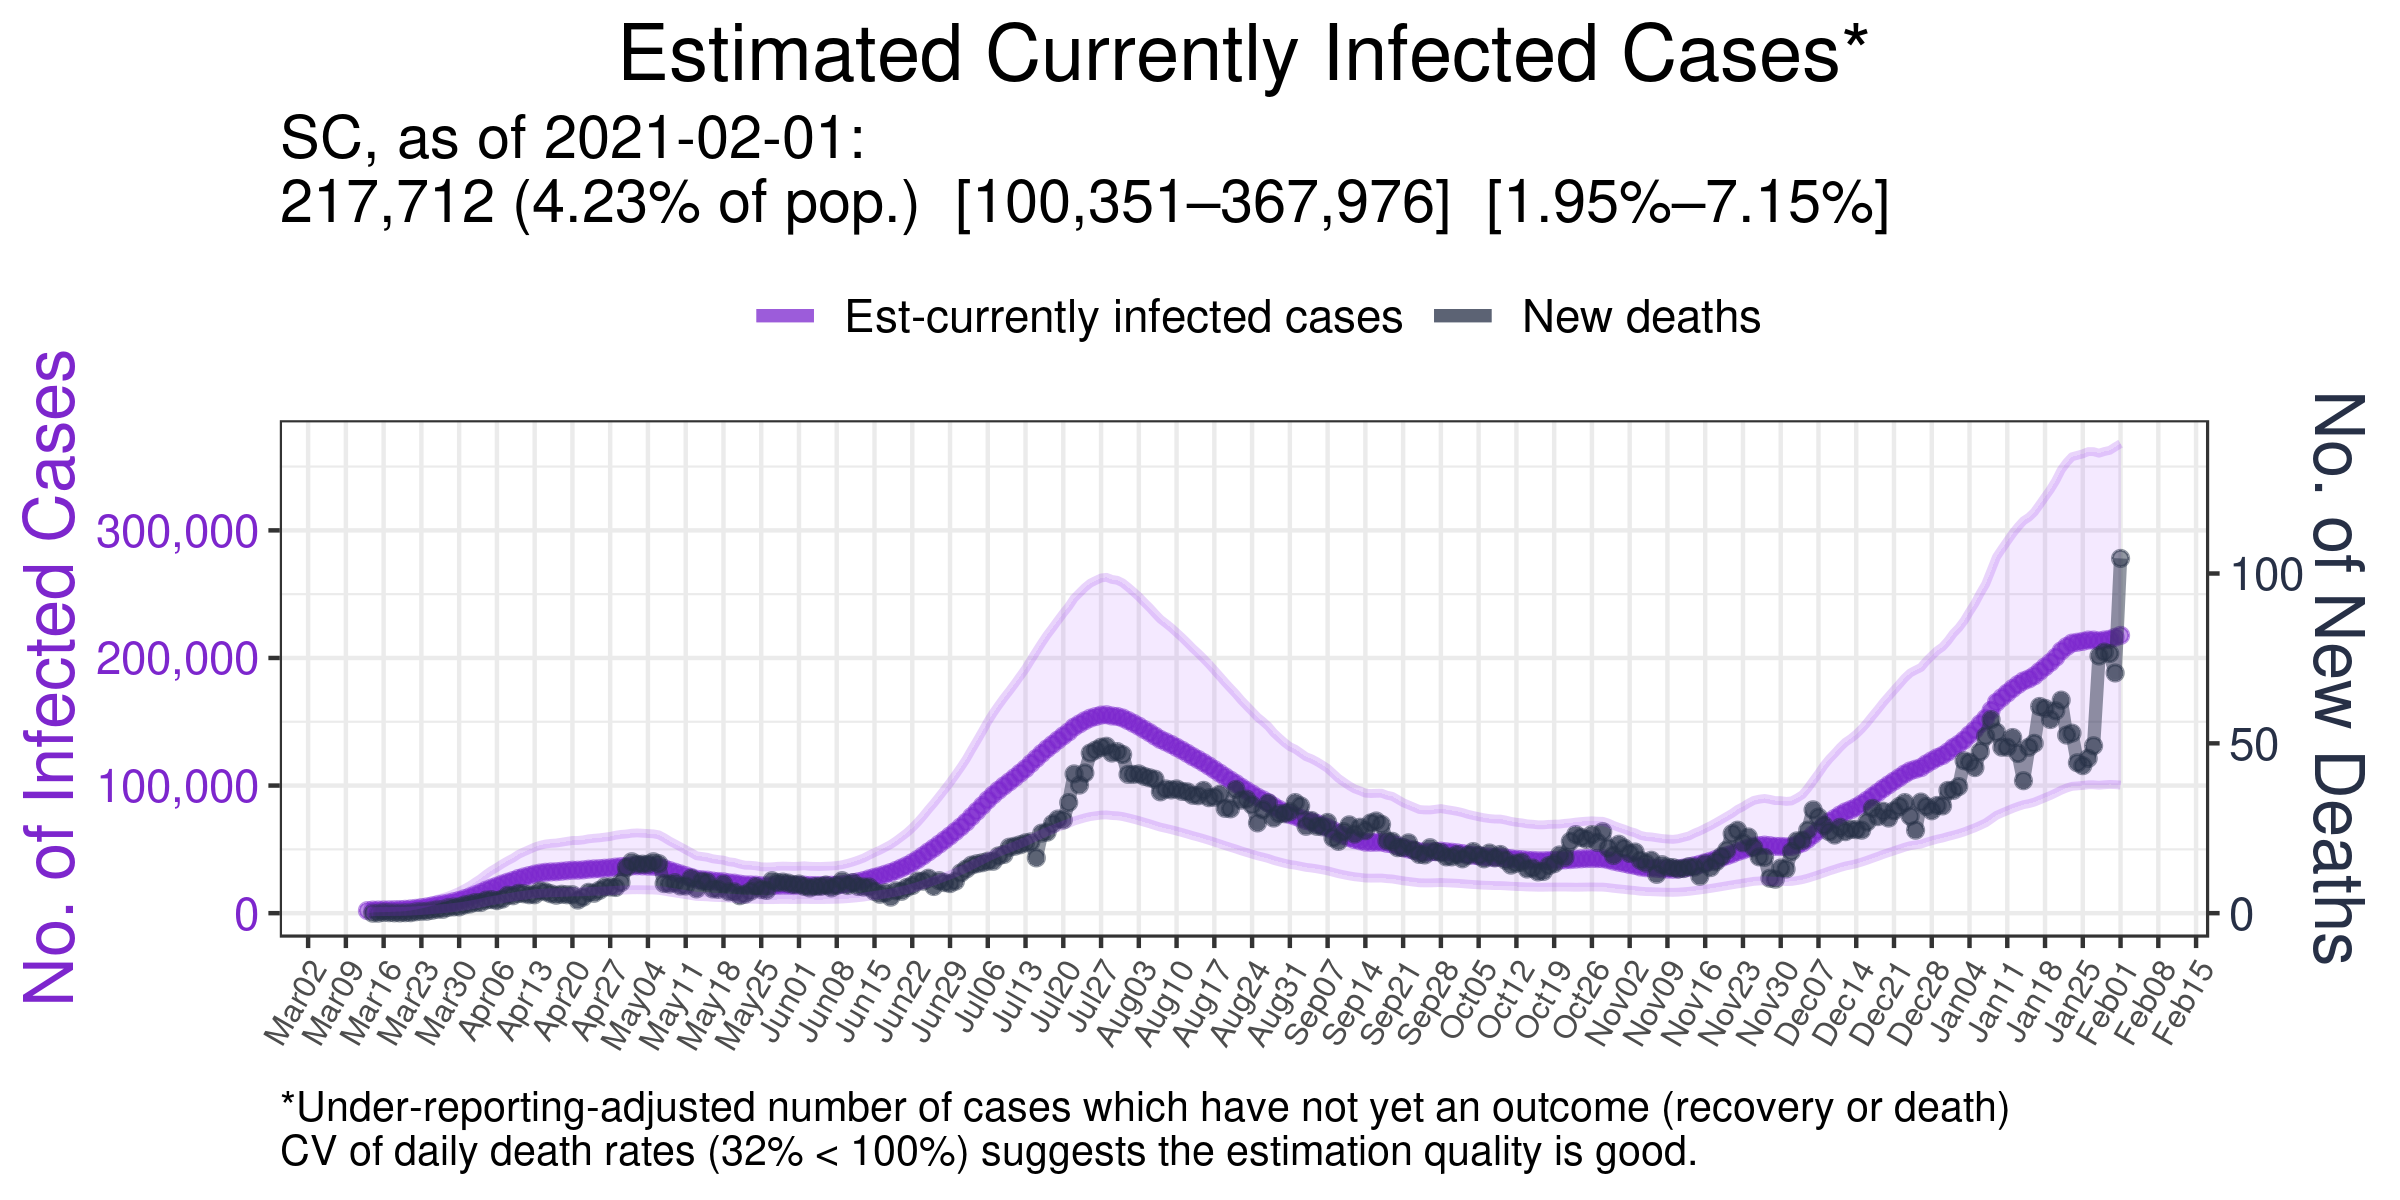 Estimated Currently Infected Cases*
SC, as of 2021-02-01:
217,712 (4.23% of pop.)  [100,351–367,976]  [1.95%–7.15%]
Est-currently infected cases
New deaths
No. of Infected Cases
300,000
200,000
100,000
0
No. of New Deaths
100
50
0
Mar02
Mar09
Mar16
Mar23
Mar30
Apr06
Apr13
Apr20
Apr27
May04
May11
May18
May25
Jun01
Jun08
Jun15
Jun22
Jun29
Jul06
Jul13
Jul20
Jul27
Aug03
Aug10
Aug17
Aug24
Aug31
Sep07
Sep14
Sep21
Sep28
Oct05
Oct12
Oct19
Oct26
Nov02
Nov09
Nov16
Nov23
Nov30
Dec07
Dec14
Dec21
Dec28
Jan04
Jan11
Jan18
Jan25
Feb01
Feb08
Feb15
*Under-reporting-adjusted number of cases which have not yet an outcome (recovery or death)
CV of daily death rates (32% < 100%) suggests the estimation quality is good.